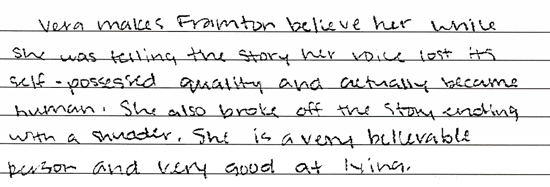 Vera makes Framton believe her while
she was telling the story her voice lost its
self-possessed quality and actually became
human. She also broke off the story ending
with a shudder. She is a very believable
person and very good at lying.